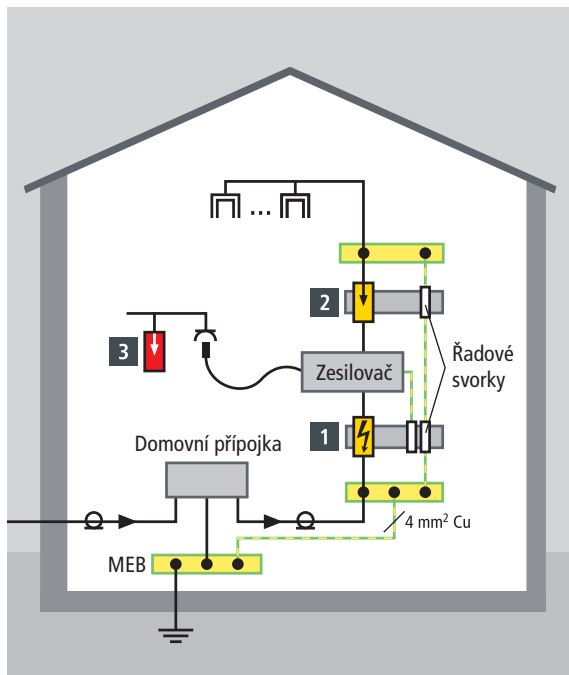 ...
2
3
Zesilovač
Řadové
svorky
1
Domovní přípojka
4 mm² Cu
MEB